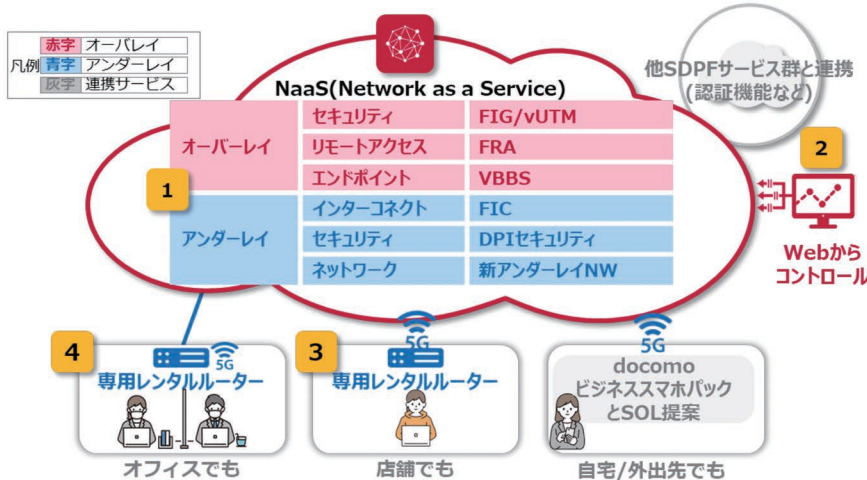 凡例
赤字 オーバレイ
青字 アンダーレイ
灰字 連携サービス
NaaS(Network as a Service)
他SDPFサービス群と連携
(認証機能など)
オーバーレイ
セキュリティ FIG/vUTM
リモートアクセス FRA
エンドポイント VBBS
1
アンダーレイ
インターコネクト FIC
セキュリティ DPIセキュリティ
ネットワーク 新アンダーレイNW
2
Webから
コントロール
4
5G
専用レンタルルーター
オフィスでも
3
5G
専用レンタルルーター
店舗でも
5G
docomo
ビジネススマホパック
とSOL提案
自宅/外出先でも